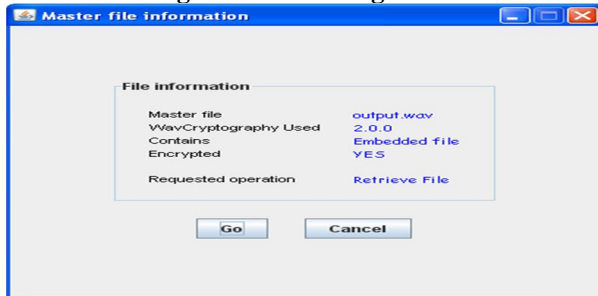 Master file information
File information
Master file output.wav
WavCryptography Used 2.0.0
Contains Embedded file
Encrypted YES
Requested operation Retrieve File
Go Cancel